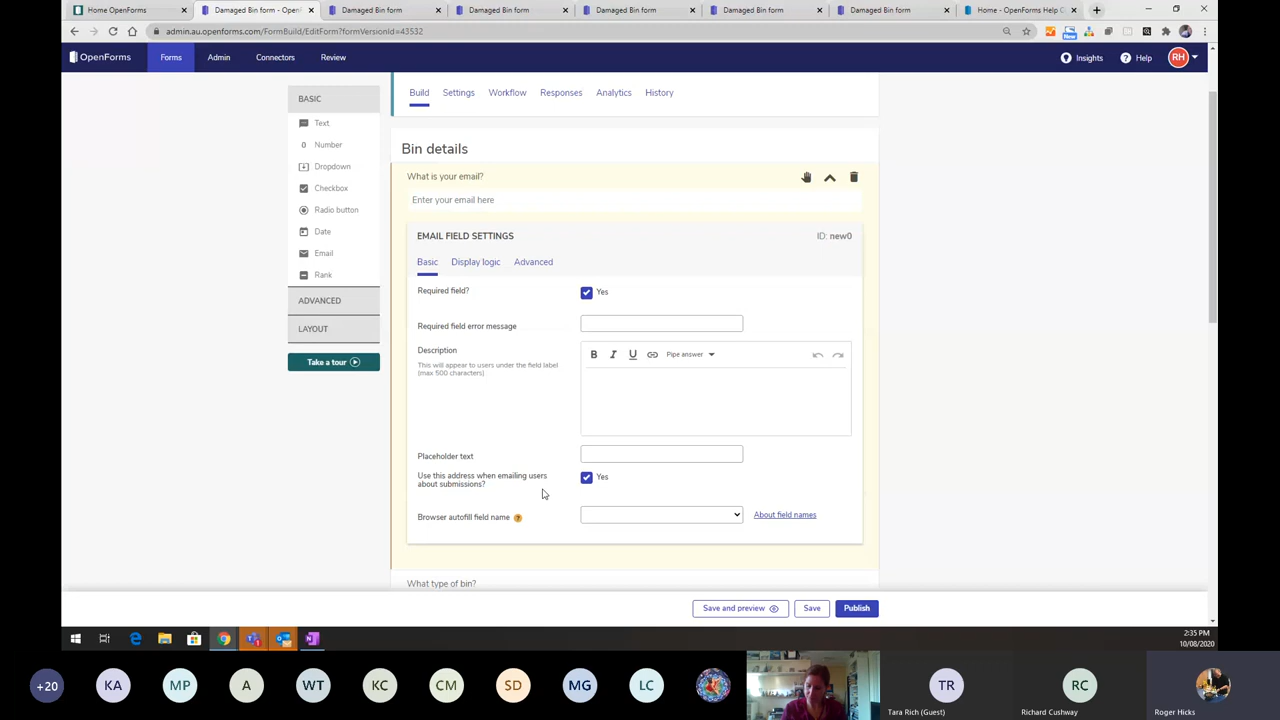 Home OpenForms
Damaged Bin form - OpenF
Damaged Bin form
Damaged Bin form
Damaged Bin form
Damaged Bin form
Damaged Bin form
Home - OpenForms Help G
admin.au.openforms.com/FormBuild/EditForm?formVersionId=43532
New
OpenForms
Forms
Admin
Connectors
Review
Insights
Help
RH
BASIC
Text
Number
Dropdown
Checkbox
Radio button
Date
Email
Rank
ADVANCED
LAYOUT
Take a tour
Build
Settings
Workflow
Responses
Analytics
History
Bin details
What is your email?
Enter your email here
EMAIL FIELD SETTINGS
ID: new0
Basic
Display logic
Advanced
Required field?
Yes
Required field error message
Description
This will appear to users under the field label
(max 500 characters)
B I U
Pipe answer
Placeholder text
Use this address when emailing users
about submissions?
Yes
Browser autofill field name
?
About field names
What type of bin?
Save and preview
Save
Publish
2:35 PM
10/08/2020
+20
KA
MP
A
WT
KC
CM
SD
MG
LC
TR
Tara Rich (Guest)
RC
Richard Cushway
Roger Hicks